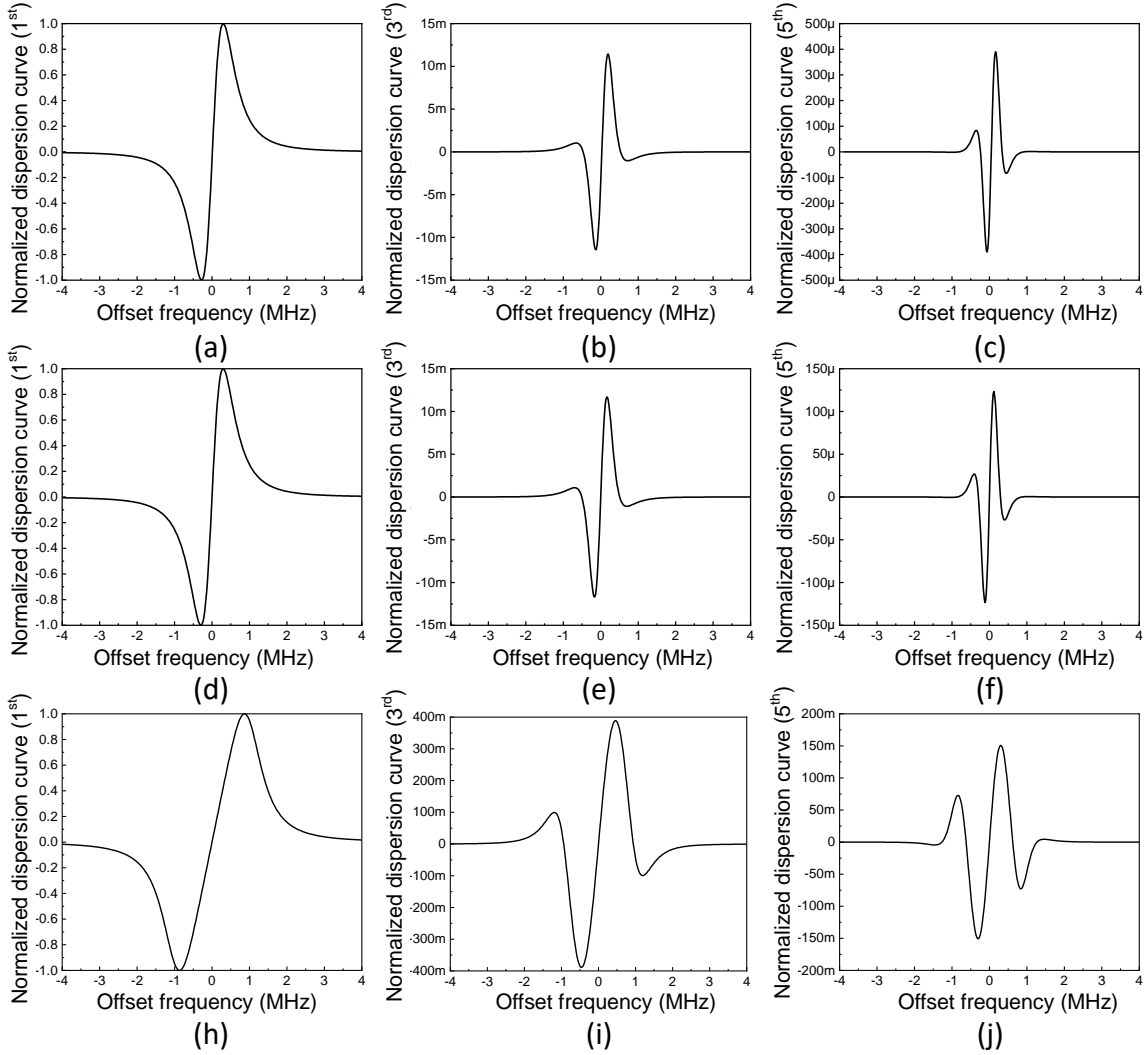 Normalized dispersion curve (1st)
1.0
0.8
0.6
0.4
0.2
0.0
-0.2
-0.4
-0.6
-0.8
-1.0
-4 -3 -2 -1 0 1 2 3 4
Offset frequency (MHz)
(a)
Normalized dispersion curve (3rd)
15m
10m
5m
0
-5m
-10m
-15m
-4 -3 -2 -1 0 1 2 3 4
Offset frequency (MHz)
(b)
Normalized dispersion curve (5th)
500µ
400µ
300µ
200µ
100µ
0
-100µ
-200µ
-300µ
-400µ
-500µ
-4 -3 -2 -1 0 1 2 3 4
Offset frequency (MHz)
(c)
Normalized dispersion curve (1st)
1.0
0.8
0.6
0.4
0.2
0.0
-0.2
-0.4
-0.6
-0.8
-1.0
-4 -3 -2 -1 0 1 2 3 4
Offset frequency (MHz)
(d)
Normalized dispersion curve (3rd)
15m
10m
5m
0
-5m
-10m
-15m
-4 -3 -2 -1 0 1 2 3 4
Offset frequency (MHz)
(e)
Normalized dispersion curve (5th)
150µ
100µ
50µ
0
-50µ
-100µ
-150µ
-4 -3 -2 -1 0 1 2 3 4
Offset frequency (MHz)
(f)
Normalized dispersion curve (1st)
1.0
0.8
0.6
0.4
0.2
0.0
-0.2
-0.4
-0.6
-0.8
-1.0
-4 -3 -2 -1 0 1 2 3 4
Offset frequency (MHz)
(h)
Normalized dispersion curve (3rd)
400m
300m
200m
100m
0
-100m
-200m
-300m
-400m
-4 -3 -2 -1 0 1 2 3 4
Offset frequency (MHz)
(i)
Normalized dispersion curve (5th)
200m
150m
100m
50m
0
-50m
-100m
-150m
-200m
-4 -3 -2 -1 0 1 2 3 4
Offset frequency (MHz)
(j)